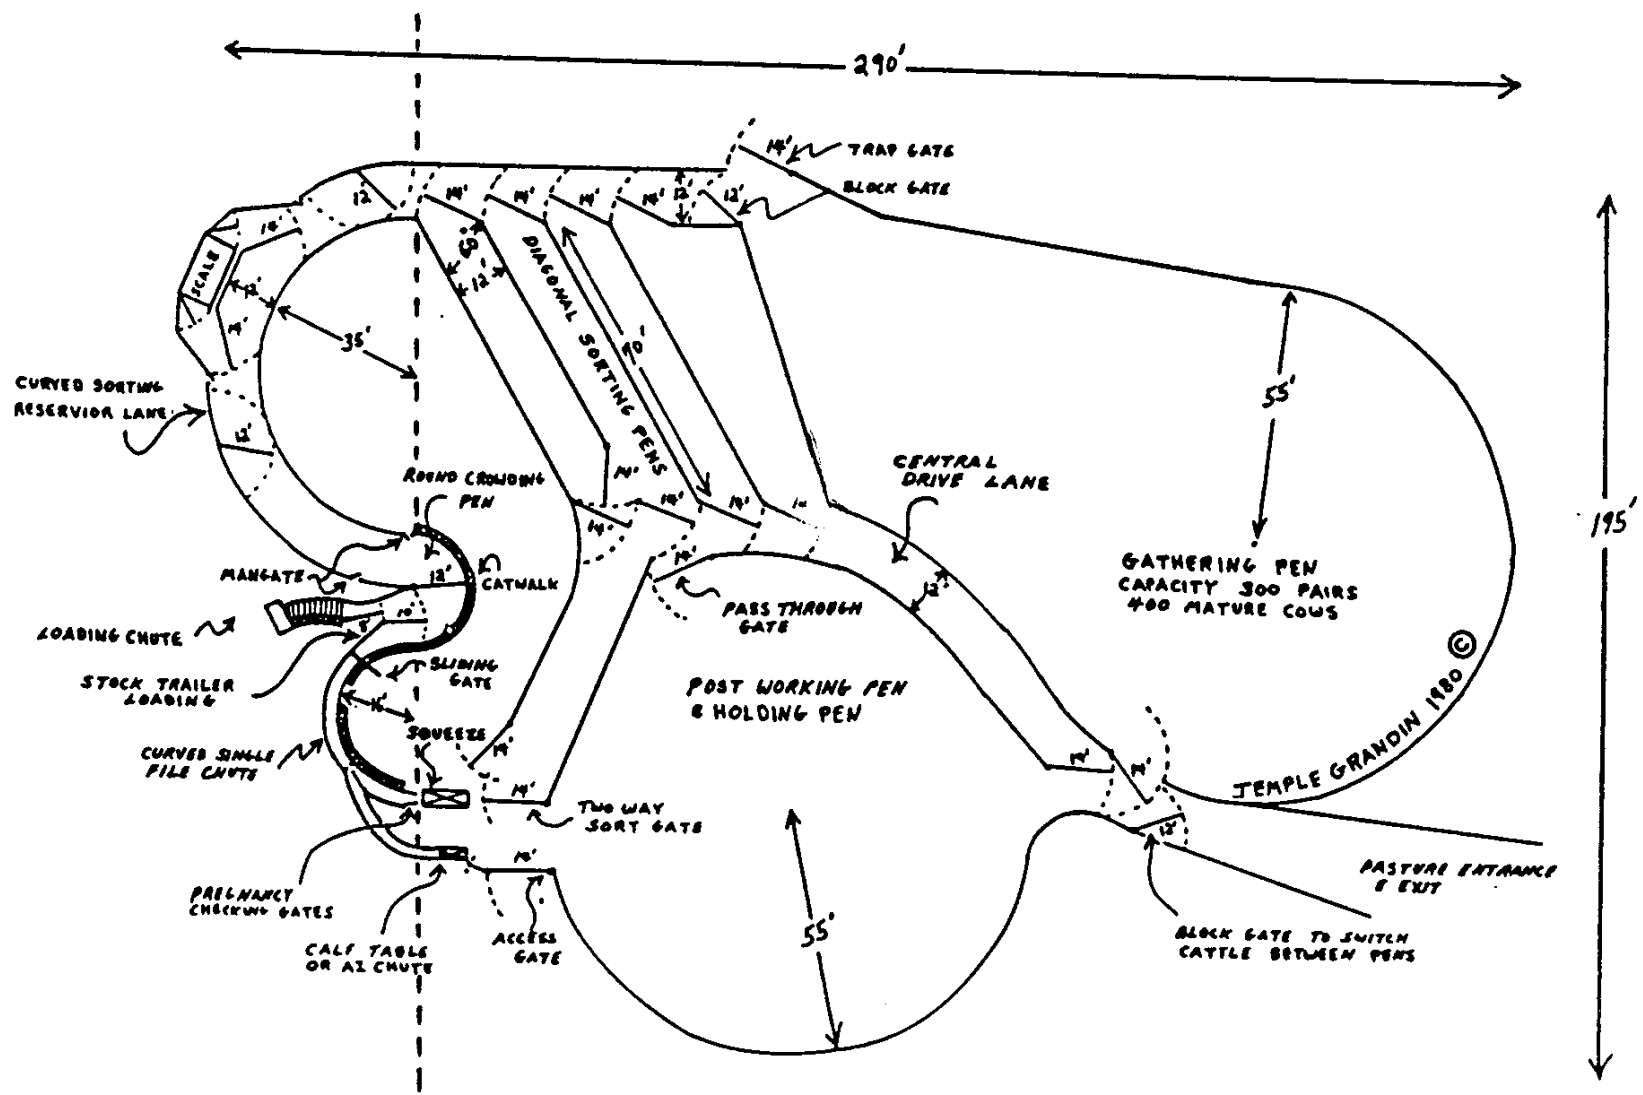 290'
14'
TRAP GATE
BLOCK GATE
12'
14'
14'
14'
14'
12'
12'
14'
SCALE
12'
14'
35'
60°
12'
DIAGONAL SORTING PENS
90'
55'
195'
CURVED SORTING
RESERVIOR LANE
12'
ROUND CROWDING
PEN
14'
14'
14'
14'
14'
CENTRAL
DRIVE LANE
12'
GATHERING PEN
CAPACITY 300 PAIRS
400 MATURE COWS
MANGATE
12'
CATWALK
LOADING CHUTE
10'
8'
PASS THROUGH
GATE
STOCK TRAILER
LOADING
SLIDING
GATE
16'
POST WORKING PEN
& HOLDING PEN
© TEMPLE GRANDIN 1980
SQUEEZE
CURVED SINGLE
FILE CHUTE
14'
14'
14'
14'
12'
TWO WAY
SORT GATE
14'
PASTURE ENTRANCE
& EXIT
PREGNANCY
CHECKING GATES
CALF TABLE
OR AI CHUTE
ACCESS
GATE
55'
BLOCK GATE TO SWITCH
CATTLE BETWEEN PENS